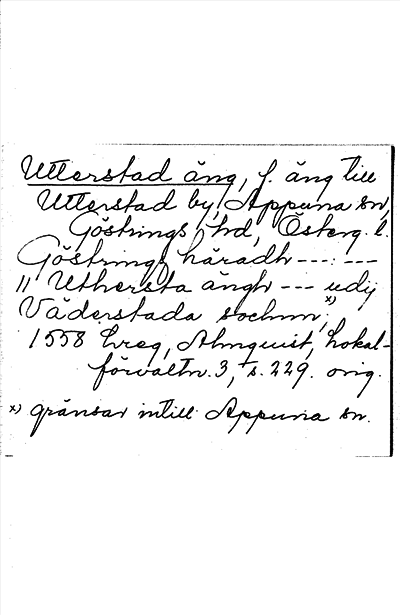 Utterstad äng, f. äng till
Utterstad by, Appuna sn,
Göstrings hd, Österg. l.
Göstrings häradh ---:---
" Uthersta ängh --- udij
Väderstada sochnn;x)
1558 Ereg, Almquist, Lokal-
förvaltn. 3, s. 229. orig.
x) gränsar intill Appuna sn.